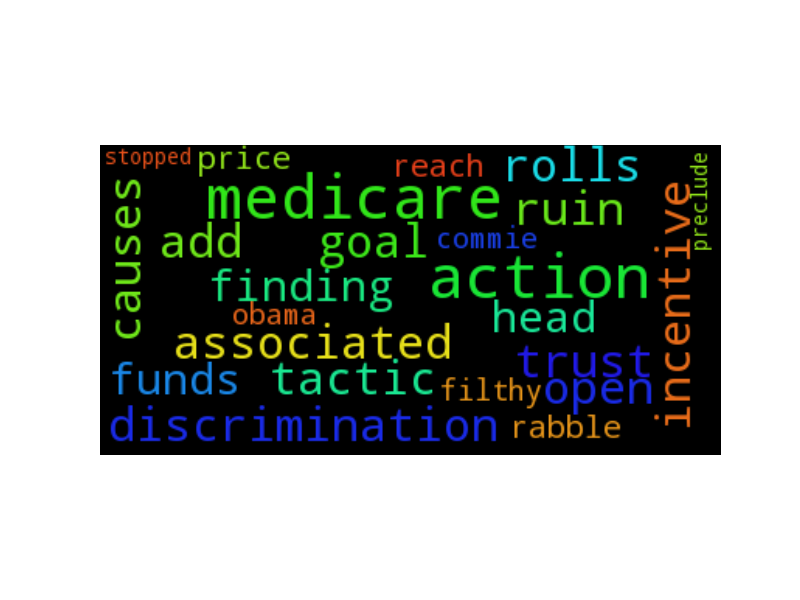 stopped price reach rolls preclude
medicare ruin
causes add goal commie incentive
finding action
obama head
associated
funds tactic trust
filthy open
discrimination rabble